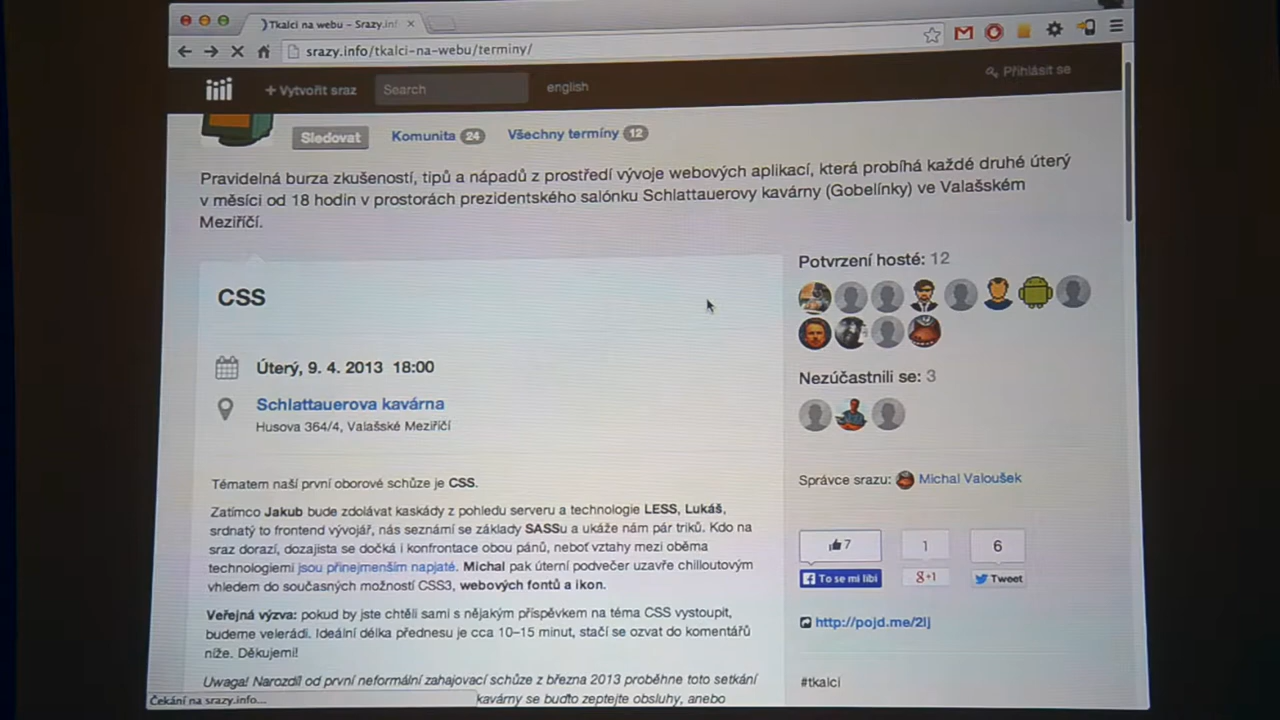 Tkalci na webu – Srazy.inf
srazy.info/tkalci-na-webu/terminy/
+ Vytvořit sraz
Search
english
Přihlásit se
Sledovat
Komunita 24
Všechny termíny 12
Pravidelná burza zkušeností, tipů a nápadů z prostředí vývoje webových aplikací, která probíhá každé druhé úterý
v měsíci od 18 hodin v prostorách prezidentského salónku Schlattauerovy kavárny (Gobelínky) ve Valašském
Meziříčí.
CSS
Úterý, 9. 4. 2013 18:00
Schlattauerova kavárna
Husova 364/4, Valašské Meziříčí
Tématem naší první oborové schůze je CSS.
Zatímco Jakub bude zdolávat kaskády z pohledu serveru a technologie LESS, Lukáš,
srdnatý to frontend vývojář, nás seznámí se základy SASSu a ukáže nám pár triků. Kdo na
sraz dorazí, dozajista se dočká i konfrontace obou pánů, neboť vztahy mezi oběma
technologiemi jsou přinejmenším napjaté. Michal pak úterní podvečer uzavře chilloutovým
vhledem do současných možností CSS3, webových fontů a ikon.
Veřejná výzva: pokud by jste chtěli sami s nějakým příspěvkem na téma CSS vystoupit,
budeme velerádi. Ideální délka přednesu je cca 10–15 minut, stačí se ozvat do komentářů
níže. Děkujeml!
Uwaga! Narozdíl od první neformální zahajovací schůze z března 2013 proběhne toto setkání
kavárny se buďto zeptejte obsluhy, anebo
Čekání na srazy.info...
Potvrzení hosté: 12
Nezúčastnili se: 3
Správce srazu: Michal Valoušek
7
1
6
To se mi líbí
g+1
Tweet
http://pojd.me/2lj
#tkalci